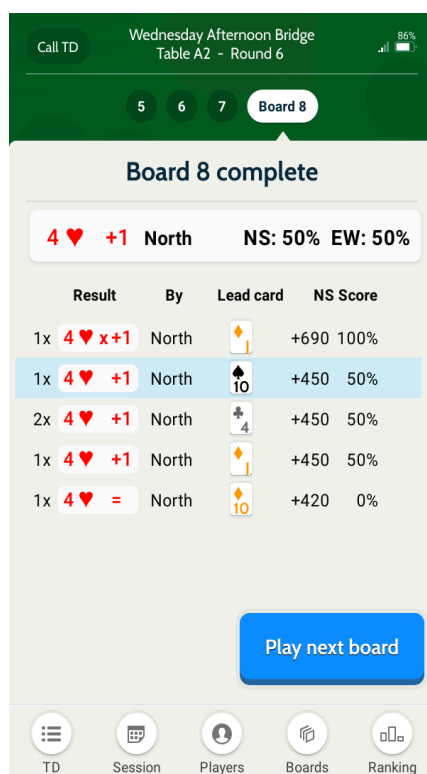 Call TD
Wednesday Afternoon Bridge
Table A2 - Round 6
86%
5 6 7 Board 8
Board 8 complete
4 ♥ +1 North NS: 50% EW: 50%
Result By Lead card NS Score
1x 4 ♥ x +1 North ♦ J +690 100%
1x 4 ♥ +1 North ♠ 10 +450 50%
2x 4 ♥ +1 North ♣ 4 +450 50%
1x 4 ♥ +1 North ♦ J +450 50%
1x 4 ♥ = North ♦ 10 +420 0%
Play next board
TD Session Players Boards Ranking